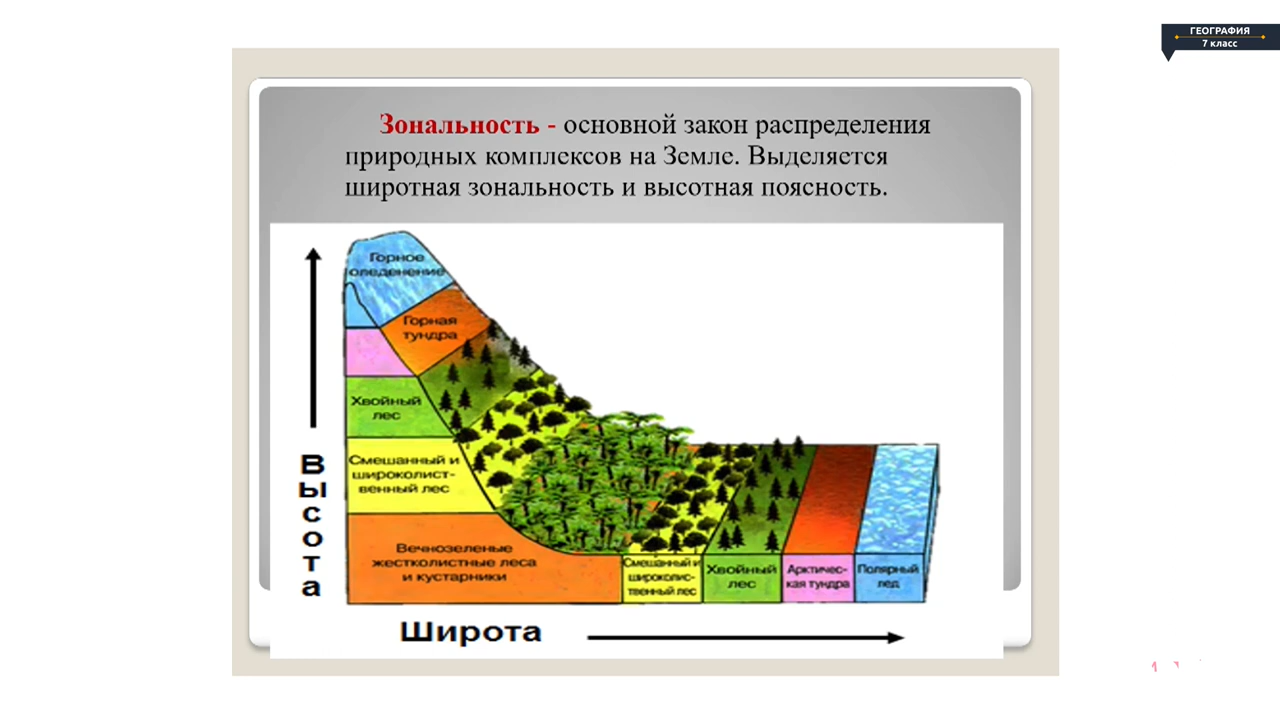 ГЕОГРАФИЯ
7 класс
Зональность - основной закон распределения
природных комплексов на Земле. Выделяется
широтная зональность и высотная поясность.
Горное
оледенение
Горная
тундра
Хвойный
лес
Смешанный и
широколист-
венный лес
Вечнозеленые
жестколистные леса
и кустарники
Смешанный и
широколис-
твенный лес
Хвойный
лес
Арктичес-
кая тундра
Полярный
лед
Высота
Широта